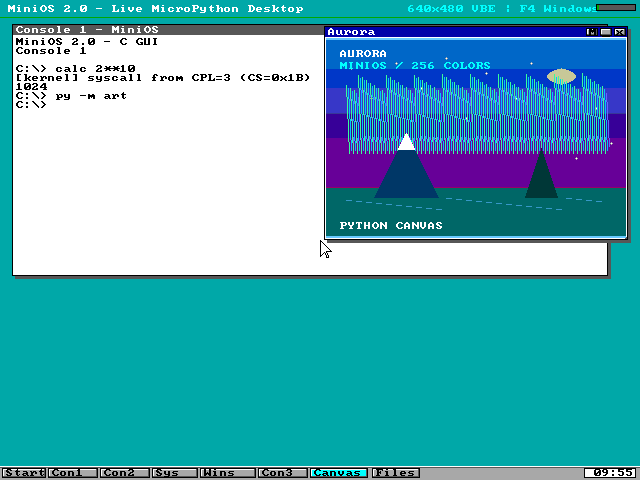 MiniOS 2.0 - Live MicroPython Desktop
640x480 VBE ¦ F4 Windows
Console 1 - MiniOS
MiniOS 2.0 - C GUI
Console 1
C:\> calc 2**10
[kernel] syscall from CPL=3 (CS=0x1B)
1024
C:\> py -m art
C:\>
Aurora
AURORA
MINIOS / 256 COLORS
PYTHON CANVAS
Start Con1 Con2 Sys Wins Con3 Canvas Files 09:55